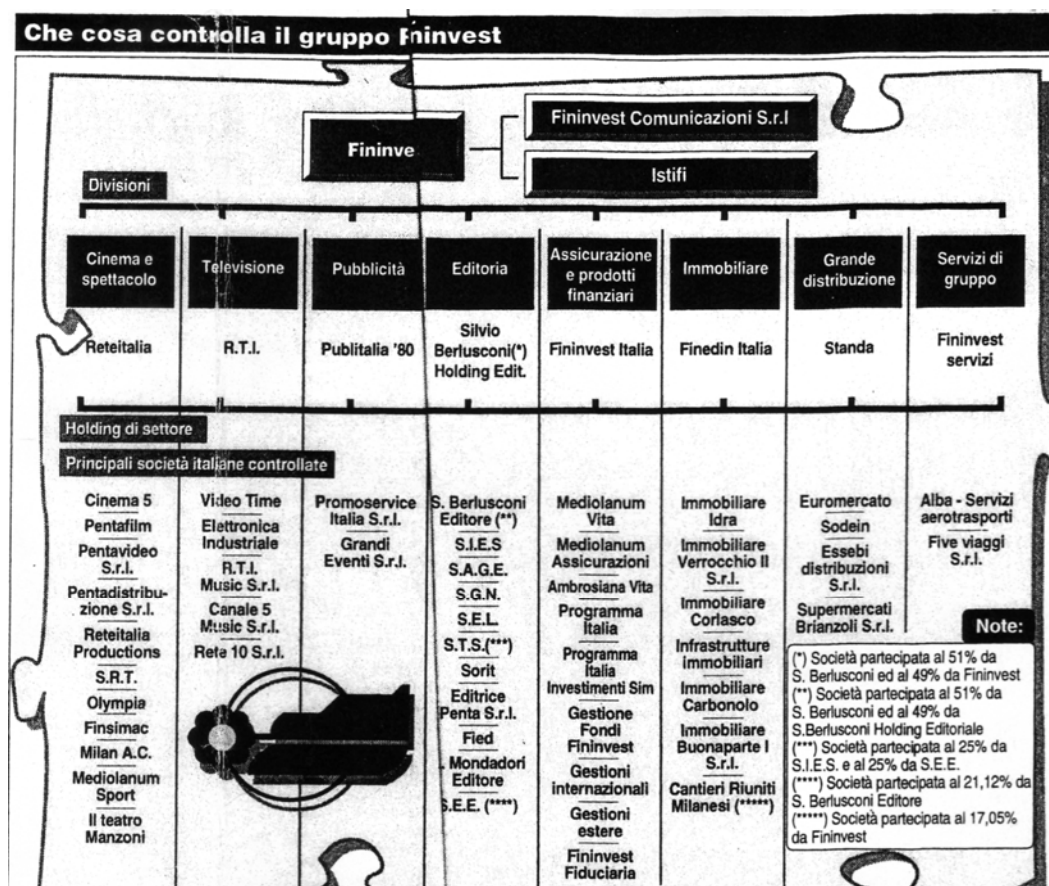 Che cosa controlla il gruppo Fininvest
Fininve
Fininvest Comunicazioni S.r.l
Istifi
Divisioni
Cinema e
spettacolo
Televisione
Pubblicità
Editoria
Assicurazione
e prodotti
finanziari
Immobiliare
Grande
distribuzione
Servizi di
gruppo
Reteitalia
R.T.I.
Publitalia '80
Silvio
Berlusconi(*)
Holding Edit.
Fininvest Italia
Finedin Italia
Standa
Fininvest
servizi
Holding di settore
Principali società italiane controllate
Cinema 5
Pentafilm
Pentavideo
S.r.l.
Pentadistribu-
zione S.r.l.
Reteitalia
Productions
S.R.T.
Olympia
Finsimac
Milan A.C.
Mediolanum
Sport
Il teatro
Manzoni
Video Time
Elettronica
Industriale
R.T.I.
Music S.r.l.
Canale 5
Music S.r.l.
Rete 10 S.r.l.
Promoservice
Italia S.r.l.
Grandi
Eventi S.r.l.
S. Berlusconi
Editore (**)
S.I.E.S
S.A.G.E.
S.G.N.
S.E.L.
S.T.S.(***)
Sorit
Editrice
Penta S.r.l.
Fied
. Mondadori
Editore
S.E.E. (****)
Mediolanum
Vita
Mediolanum
Assicurazioni
Ambrosiana Vita
Programma
Italia
Programma
Italia
Investimenti Sim
Gestione
Fondi
Fininvest
Gestioni
internazionali
Gestioni
estere
Fininvest
Fiduciaria
Immobiliare
Idra
Immobiliare
Verrocchio II
S.r.l.
Immobiliare
Corlasco
Infrastrutture
Immobiliari
Immobiliare
Carbonolo
Immobiliare
Buonaparte I
S.r.l.
Cantieri Riuniti
Milanesi (*****)
Euromercato
Sodein
Essebi
distribuzioni
S.r.l.
Supermercati
Brianzoli S.r.l.
Alba - Servizi
aerotrasporti
Five viaggi
S.r.l.
Note:
(*) Società partecipata al 51% da
S. Berlusconi ed al 49% da Fininvest
(**) Società partecipata al 51% da
S. Berlusconi ed al 49% da
S.Berlusconi Holding Editoriale
(***) Società partecipata al 25% da
S.I.E.S. e al 25% da S.E.E.
(****) Società partecipata al 21,12% da
S. Berlusconi Editore
(*****) Società partecipata al 17,05%
da Fininvest